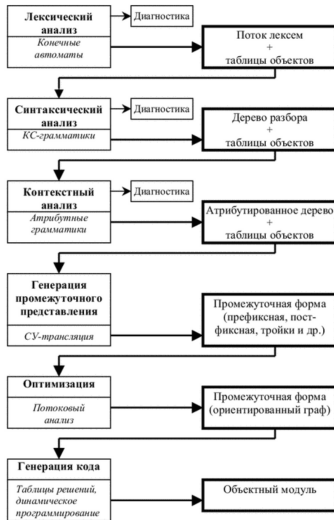 Лексический
анализ
Конечные
автоматы
Диагностика
Поток лексем
+
таблицы объектов
Синтаксический
анализ
КС-грамматики
Диагностика
Дерево разбора
+
таблицы объектов
Контекстный
анализ
Атрибутные
грамматики
Диагностика
Атрибутированное дерево
+
таблицы объектов
Генерация
промежуточного
представления
СУ-трансляция
Промежуточная форма
(префиксная, пост-
фиксная, тройки и др.)
Оптимизация
Потоковый
анализ
Промежуточная форма
(ориентированный граф)
Генерация кода
Таблицы решений,
динамическое
программирование
Объектный модуль